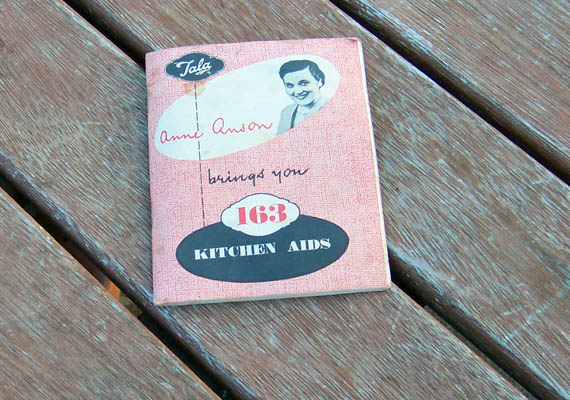 Tala
Anne Anson
brings you
163
KITCHEN AIDS